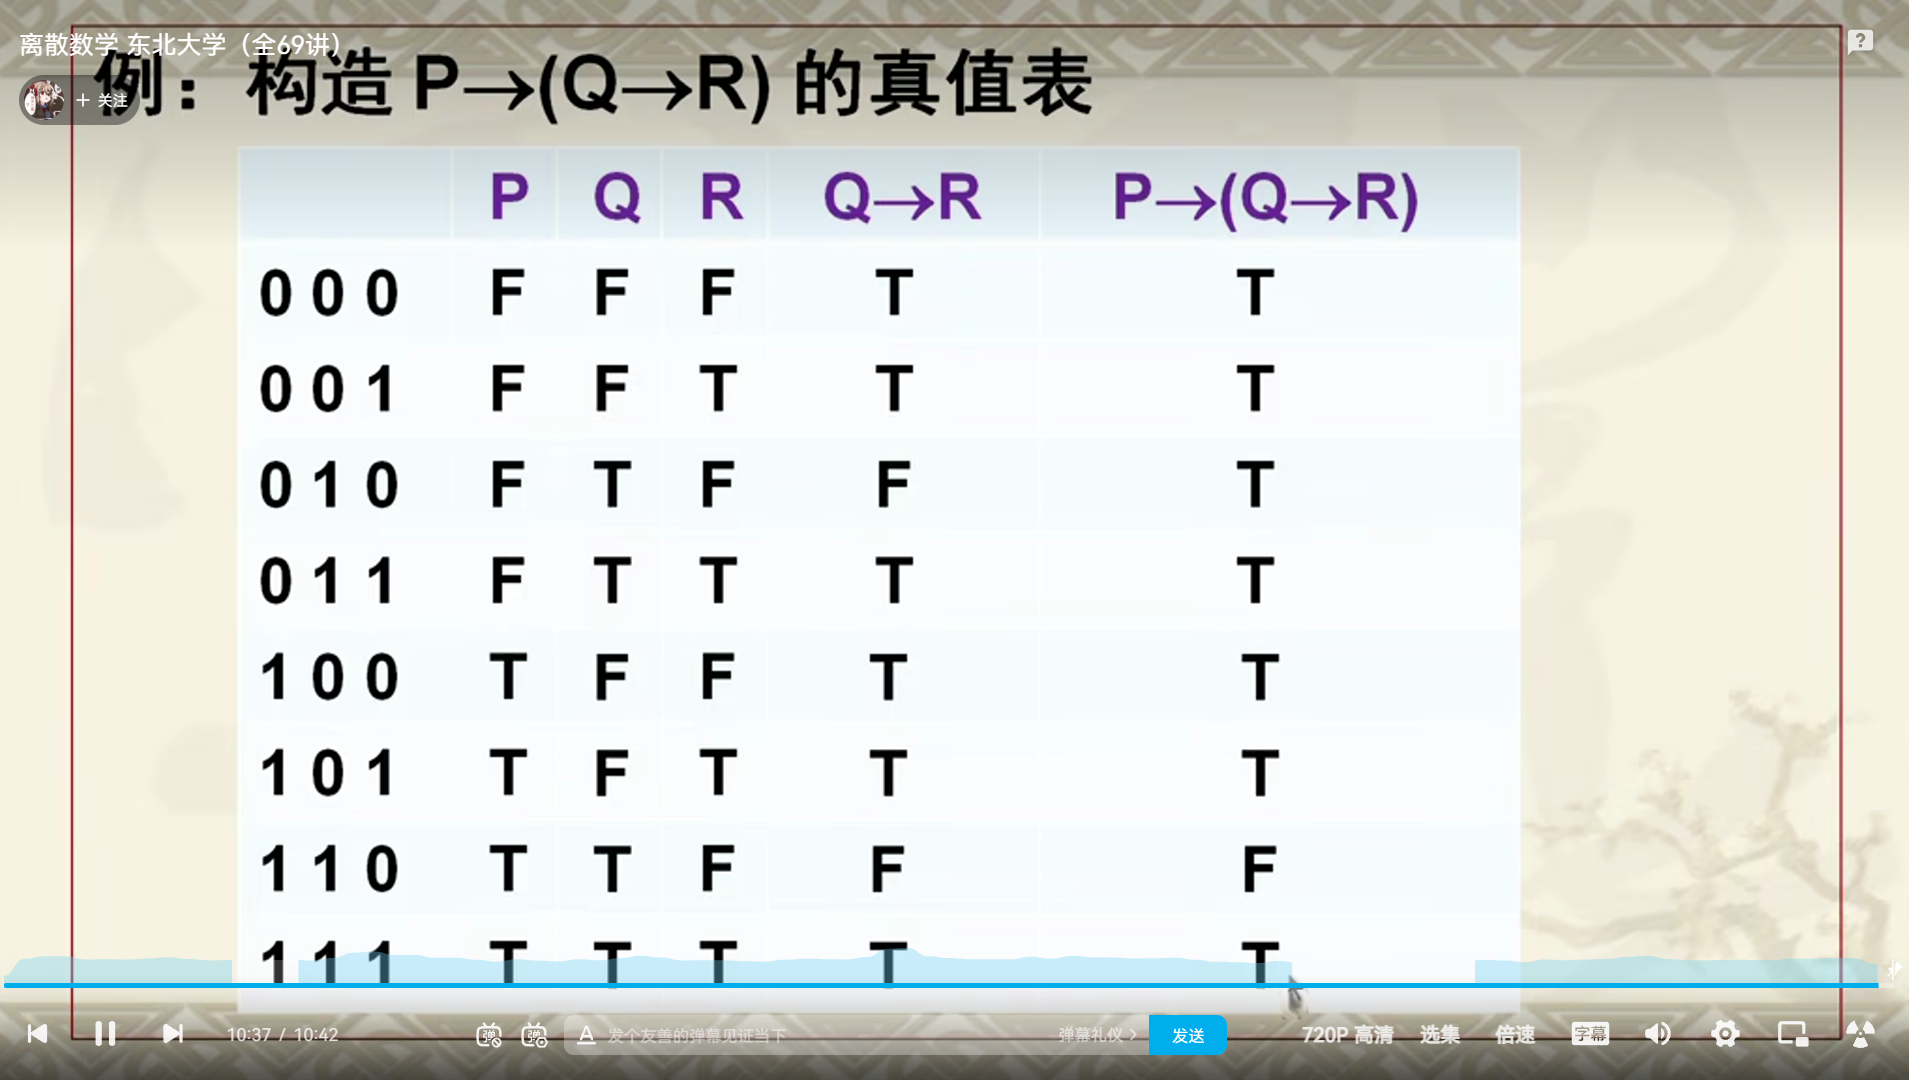 离散数学 东北大学（全69讲）
例：构造 P→(Q→R) 的真值表
+ 关注
P Q R Q→R P→(Q→R)
0 0 0 F F F T T
0 0 1 F F T T T
0 1 0 F T F F T
0 1 1 F T T T T
1 0 0 T F F T T
1 0 1 T F T T T
1 1 0 T T F F F
1 1 1 T T T T T
10:37 / 10:42 弹 弹 A 发个友善的弹幕见证当下 弹幕礼仪 > 发送 720P 高清 选集 倍速 字幕